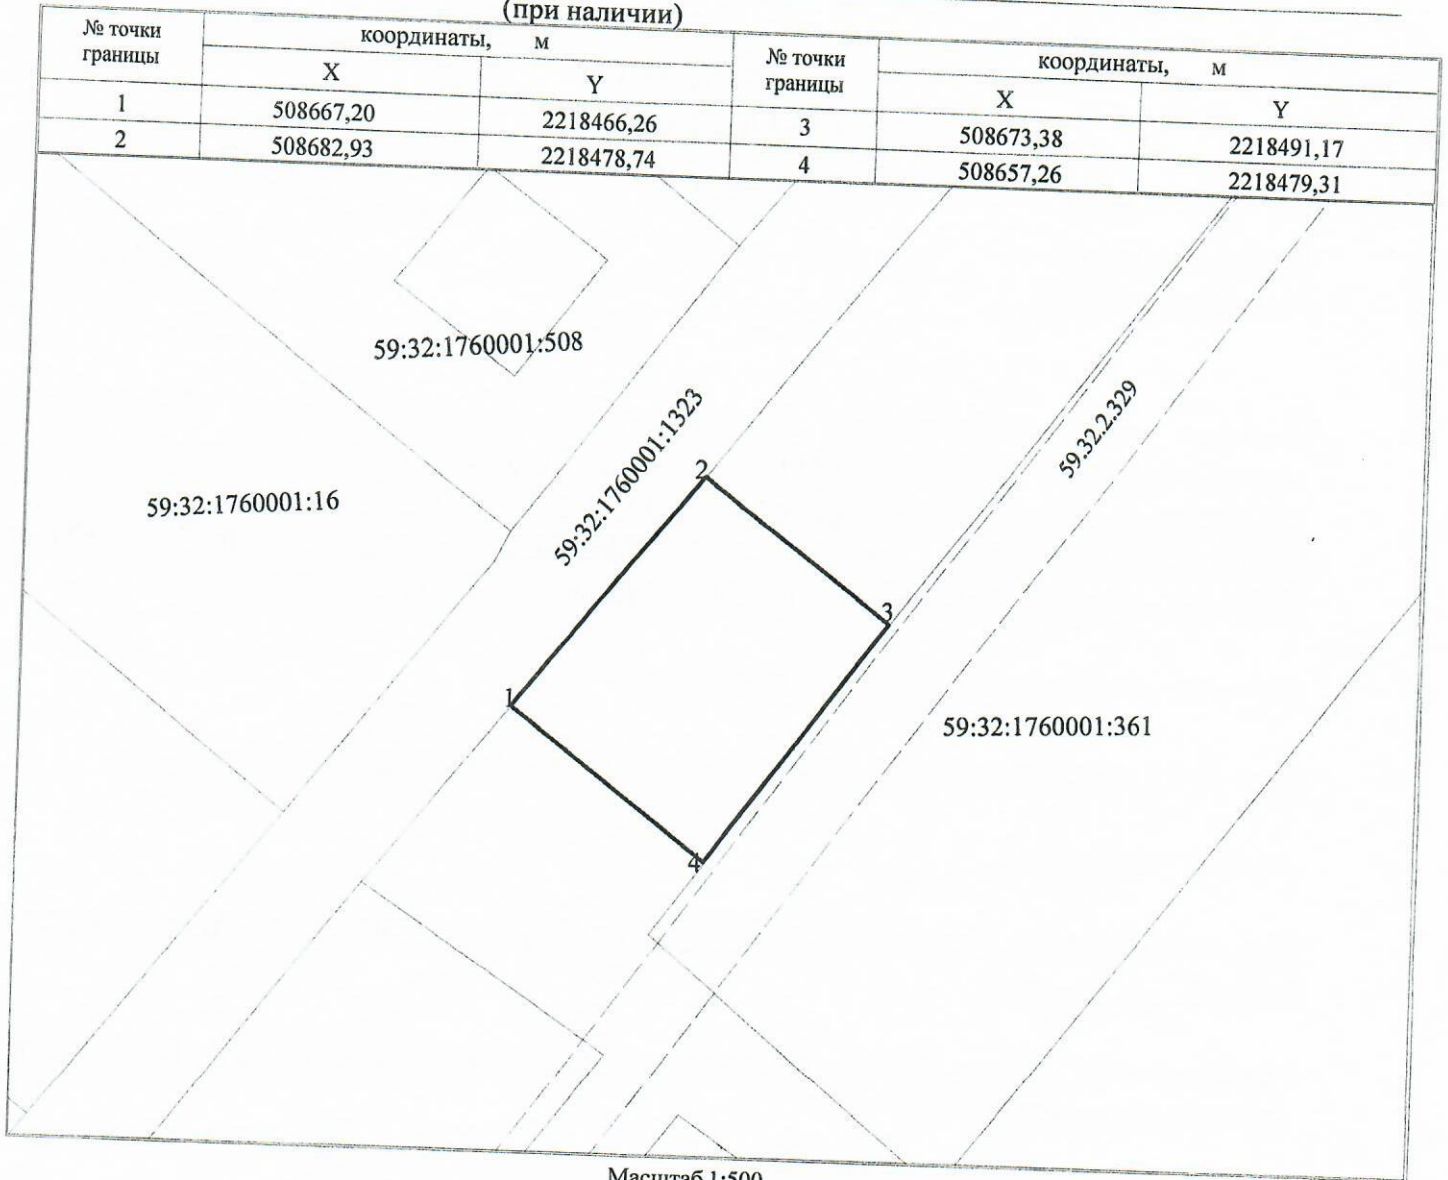 (при наличии)
№ точки границы координаты, м № точки границы координаты, м
X Y X Y
1 508667,20 2218466,26 3 508673,38 2218491,17
2 508682,93 2218478,74 4 508657,26 2218479,31
59:32:1760001:508
59:32:1760001:1323
59.32.2.329
2
59:32:1760001:16
3
1
59:32:1760001:361
4
Масштаб 1:500